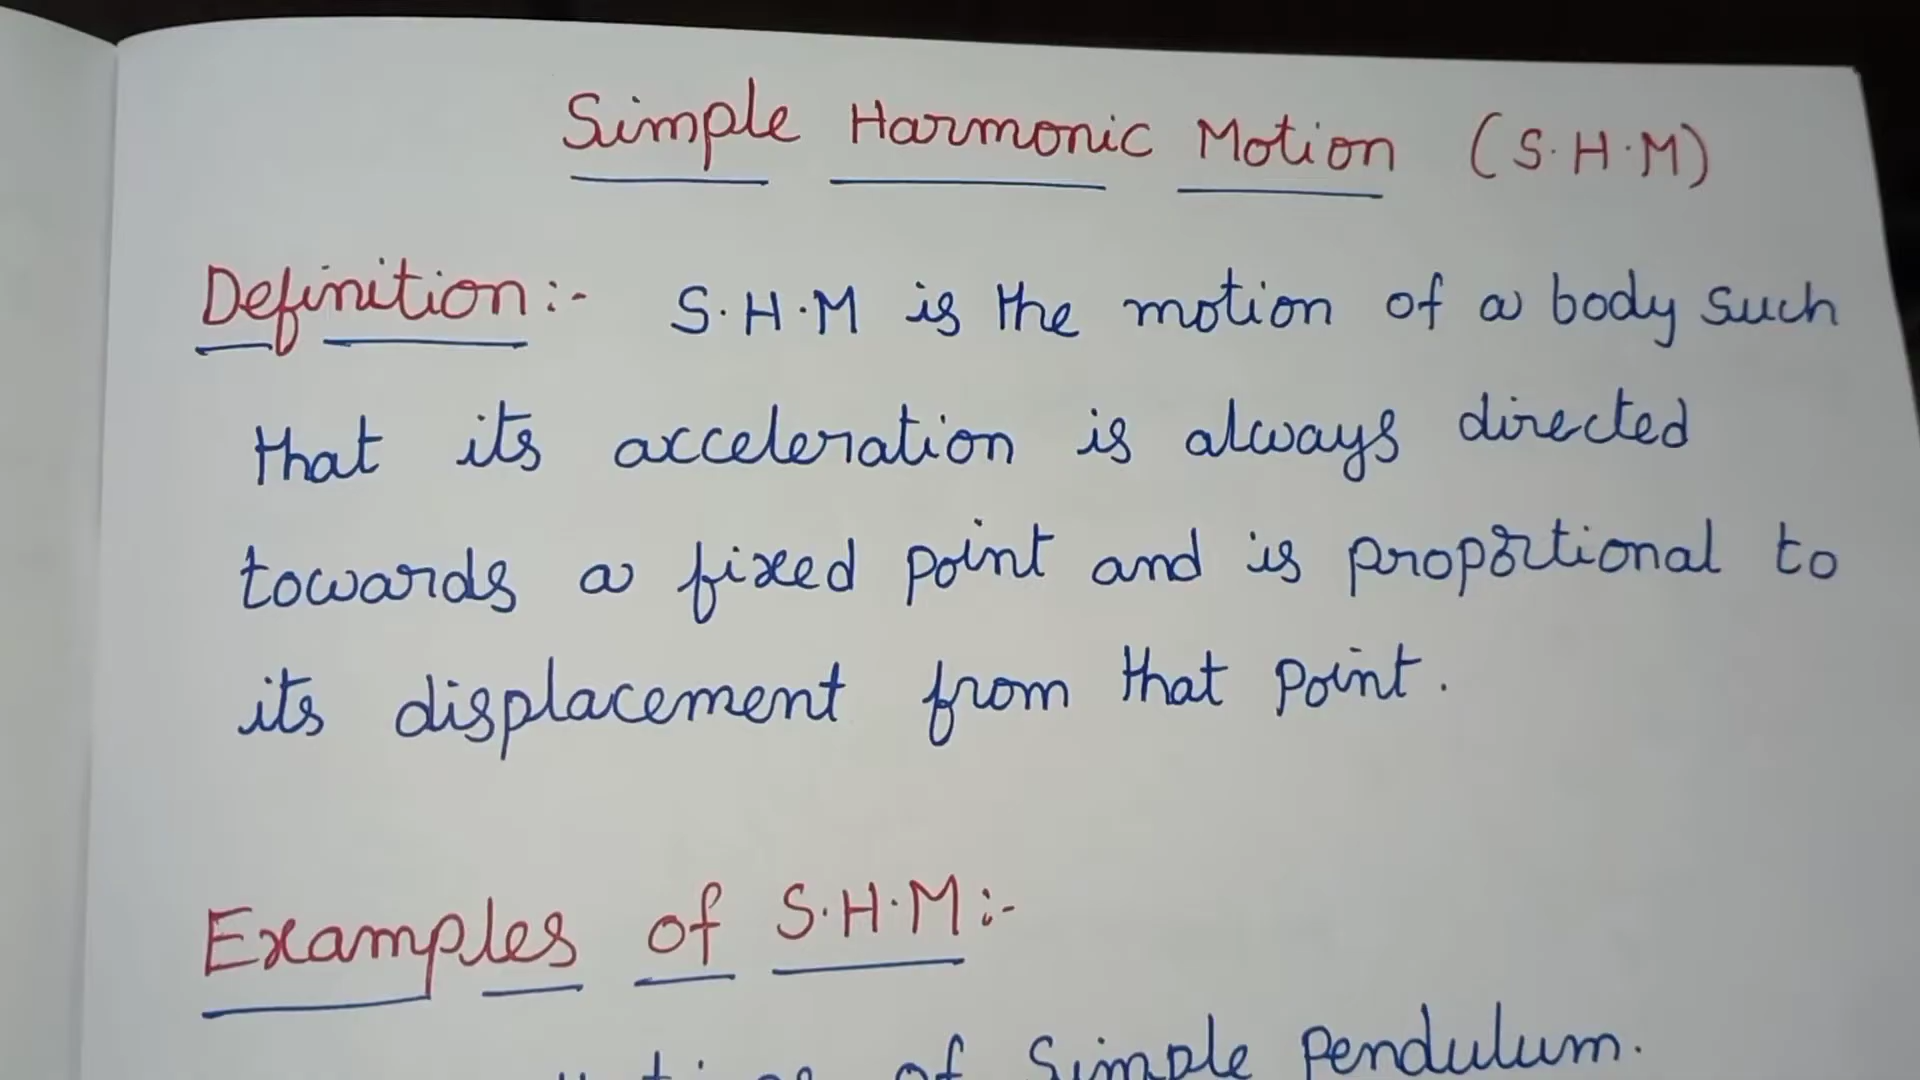 Simple Harmonic Motion (S.H.M)
Definition:- S.H.M is the motion of a body such
that its acceleration is always directed
towards a fixed point and is proportional to
its displacement from that point.
Examples of S.H.M:-
of Simple Pendulum.